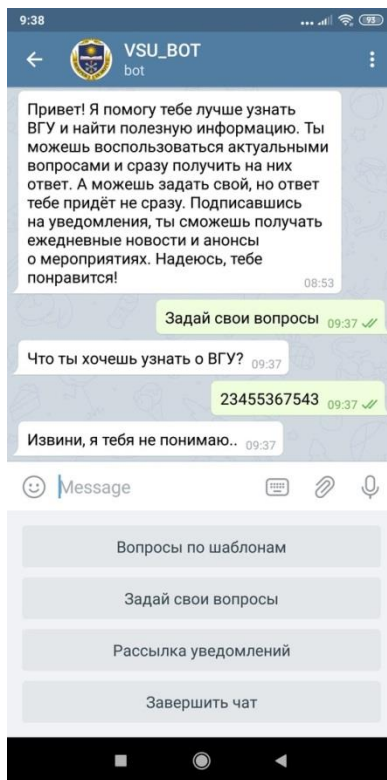 9:38
93
VSU_BOT
bot
Привет! Я помогу тебе лучше узнать
ВГУ и найти полезную информацию. Ты
можешь воспользоваться актуальными
вопросами и сразу получить на них
ответ. А можешь задать свой, но ответ
тебе придёт не сразу. Подписавшись
на уведомления, ты сможешь получать
ежедневные новости и анонсы
о мероприятиях. Надеюсь, тебе
понравится! 08:53
Задай свои вопросы 09:37
Что ты хочешь узнать о ВГУ? 09:37
23455367543 09:37
Извини, я тебя не понимаю.. 09:37
Message
Вопросы по шаблонам
Задай свои вопросы
Рассылка уведомлений
Завершить чат